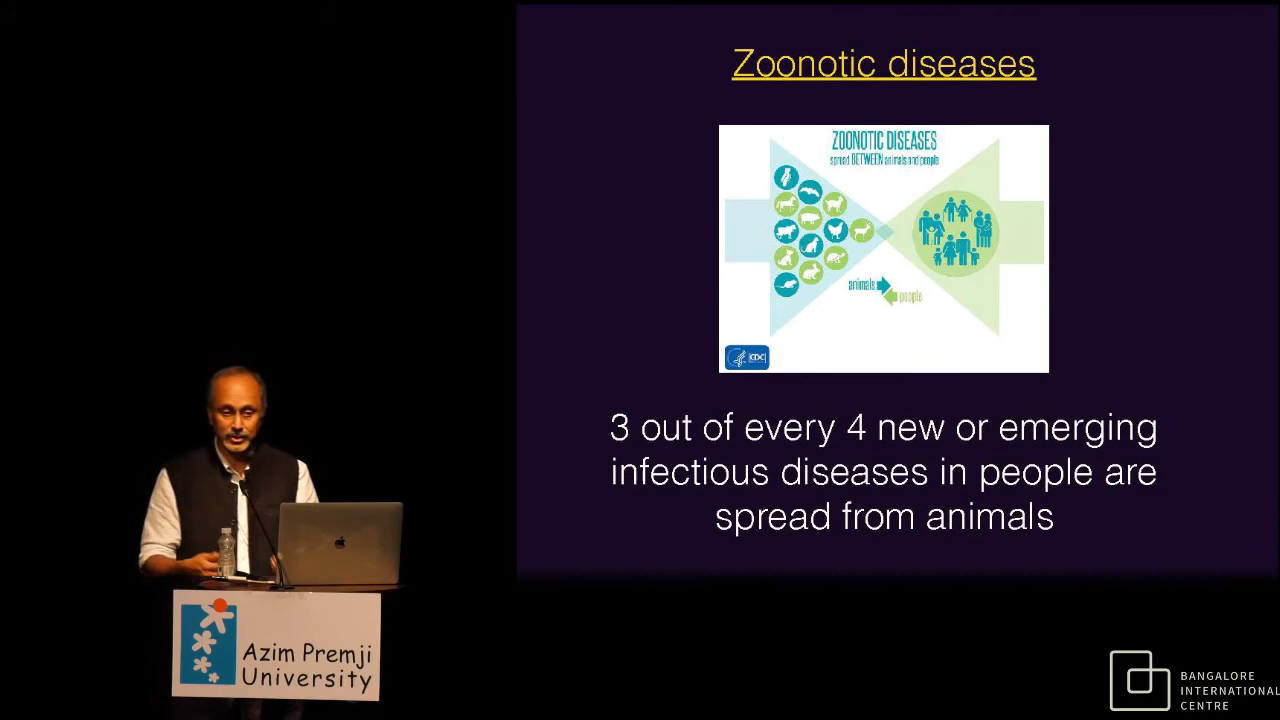 Zoonotic diseases
ZOONOTIC DISEASES
spread BETWEEN animals and people
animals
people
CDC
3 out of every 4 new or emerging
infectious diseases in people are
spread from animals
Azim Premji
University
BANGALORE
INTERNATIONAL
CENTRE